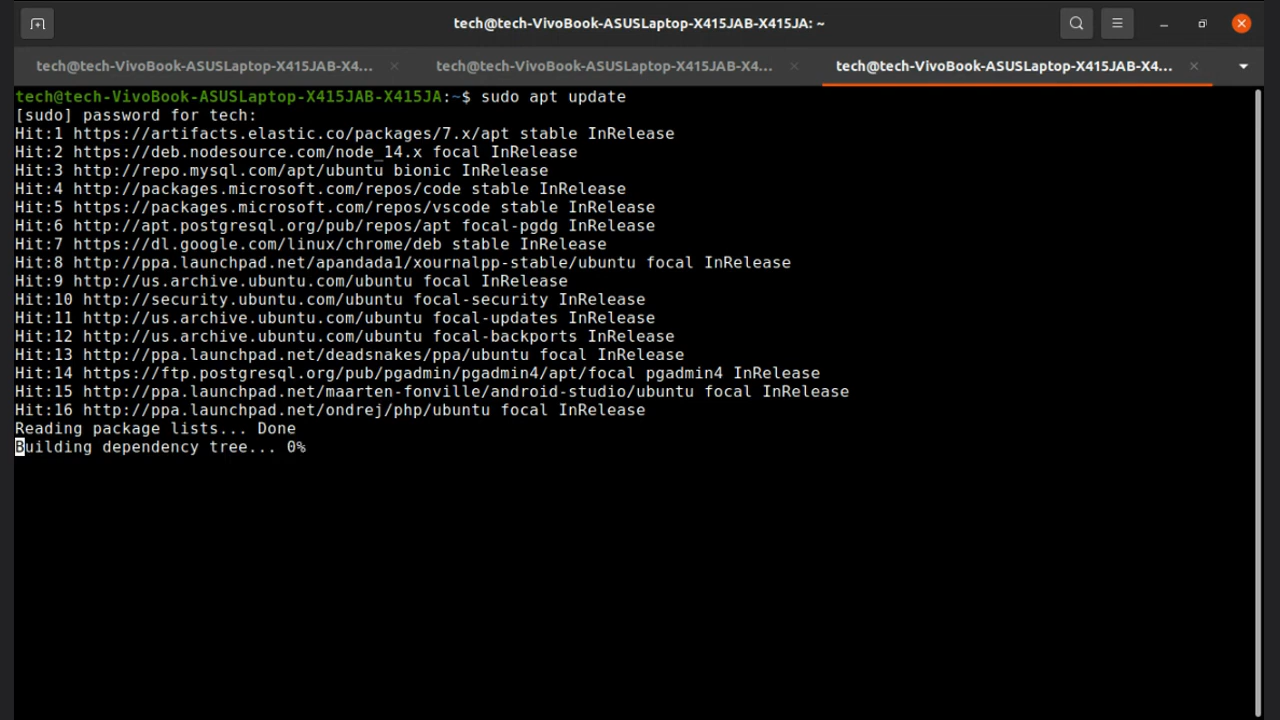 tech@tech-VivoBook-ASUSLaptop-X415JAB-X415JA: ~
tech@tech-VivoBook-ASUSLaptop-X415JAB-X4...
tech@tech-VivoBook-ASUSLaptop-X415JAB-X4...
tech@tech-VivoBook-ASUSLaptop-X415JAB-X4...
tech@tech-VivoBook-ASUSLaptop-X415JAB-X415JA:~$ sudo apt update
[sudo] password for tech:
Hit:1 https://artifacts.elastic.co/packages/7.x/apt stable InRelease
Hit:2 https://deb.nodesource.com/node_14.x focal InRelease
Hit:3 http://repo.mysql.com/apt/ubuntu bionic InRelease
Hit:4 http://packages.microsoft.com/repos/code stable InRelease
Hit:5 https://packages.microsoft.com/repos/vscode stable InRelease
Hit:6 http://apt.postgresql.org/pub/repos/apt focal-pgdg InRelease
Hit:7 https://dl.google.com/linux/chrome/deb stable InRelease
Hit:8 http://ppa.launchpad.net/apandada1/xournalpp-stable/ubuntu focal InRelease
Hit:9 http://us.archive.ubuntu.com/ubuntu focal InRelease
Hit:10 http://security.ubuntu.com/ubuntu focal-security InRelease
Hit:11 http://us.archive.ubuntu.com/ubuntu focal-updates InRelease
Hit:12 http://us.archive.ubuntu.com/ubuntu focal-backports InRelease
Hit:13 http://ppa.launchpad.net/deadsnakes/ppa/ubuntu focal InRelease
Hit:14 https://ftp.postgresql.org/pub/pgadmin/pgadmin4/apt/focal pgadmin4 InRelease
Hit:15 http://ppa.launchpad.net/maarten-fonville/android-studio/ubuntu focal InRelease
Hit:16 http://ppa.launchpad.net/ondrej/php/ubuntu focal InRelease
Reading package lists... Done
Building dependency tree... 0%